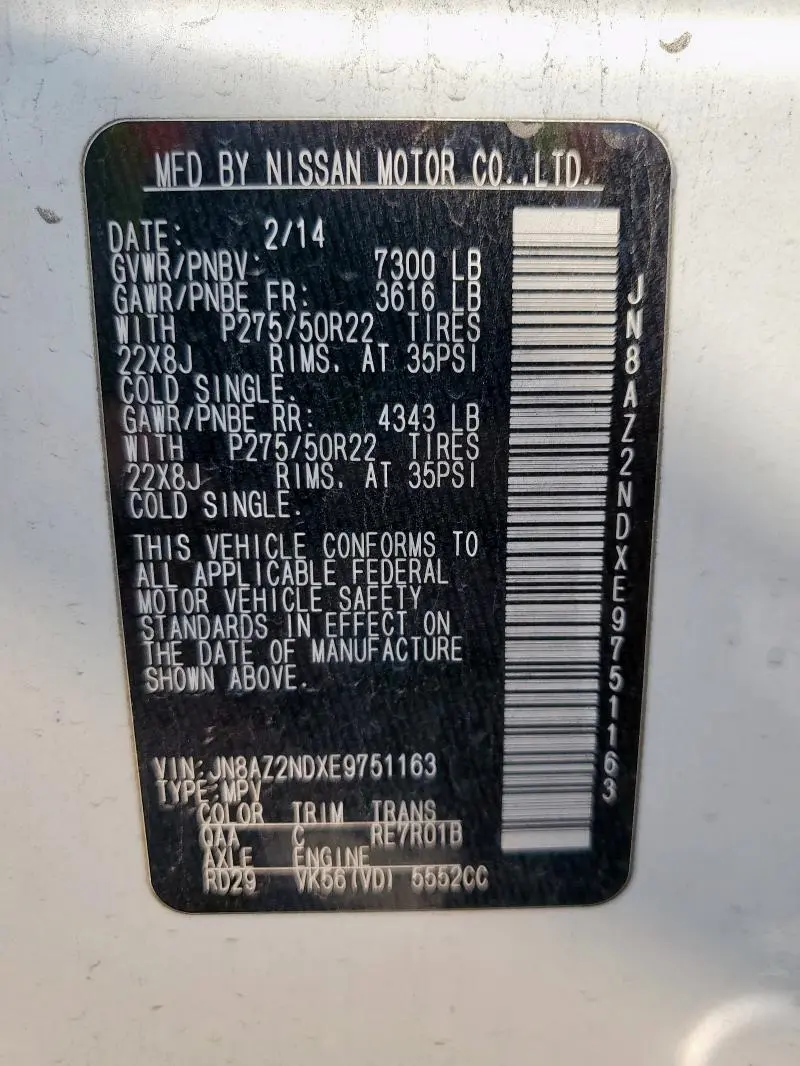 MFD BY NISSAN MOTOR CO.,LTD.
DATE: 2/14
GVWR/PNBV: 7300 LB
GAWR/PNBE FR: 3616 LB
WITH P275/50R22 TIRES
22X8J RIMS. AT 35PSI
COLD SINGLE.
GAWR/PNBE RR: 4343 LB
WITH P275/50R22 TIRES
22X8J RIMS. AT 35PSI
COLD SINGLE.
THIS VEHICLE CONFORMS TO
ALL APPLICABLE FEDERAL
MOTOR VEHICLE SAFETY
STANDARDS IN EFFECT ON
THE DATE OF MANUFACTURE
SHOWN ABOVE.
VIN:JN8AZ2NDXE9751163
TYPE:MPV
COLOR TRIM TRANS
QAA C RE7R01B
AXLE ENGINE
RD29 VK56(VD) 5552CC
JN8AZ2NDXE9751163